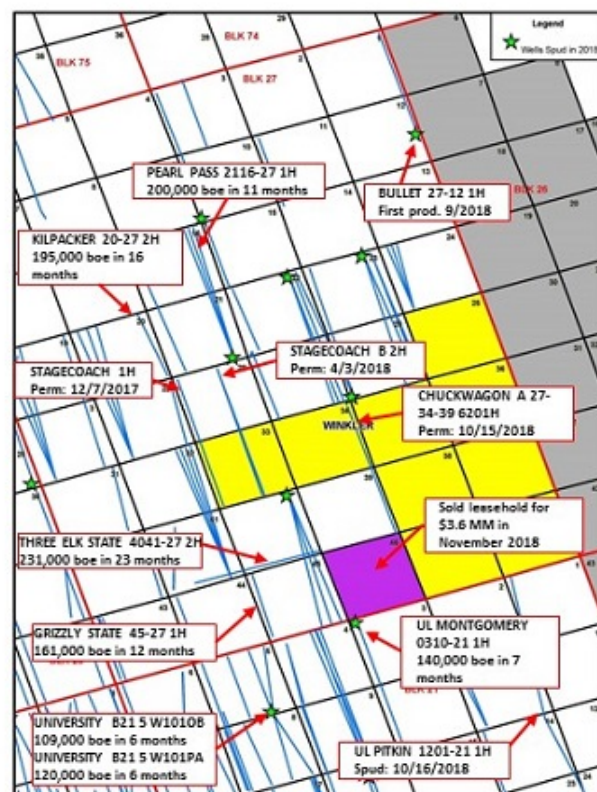 Legend
Wells Spud in 2018
BLK 74
BLK 75
BLK 27
PEARL PASS 2116-27 1H
200,000 boe in 11 months
BULLET 27-12 1H
First prod. 9/2018
KILPACKER 20-27 2H
195,000 boe in 16
months
STAGECOACH 1H
Perm: 12/7/2017
STAGECOACH B 2H
Perm: 4/3/2018
CHUCKWAGON A 27-
34-39 6201H
Perm: 10/15/2018
WINKLER
Sold leasehold for
$3.6 MM in
November 2018
THREE ELK STATE 4041-27 2H
231,000 boe in 23 months
GRIZZLY STATE 45-27 1H
161,000 boe in 12 months
UL MONTGOMERY
0310-21 1H
140,000 boe in 7
months
BLK 21
UNIVERSITY B21 5 W101OB
109,000 boe in 6 months
UNIVERSITY B21 5 W101PA
120,000 boe in 6 months
UL PITKIN 1201-21 1H
Spud: 10/16/2018